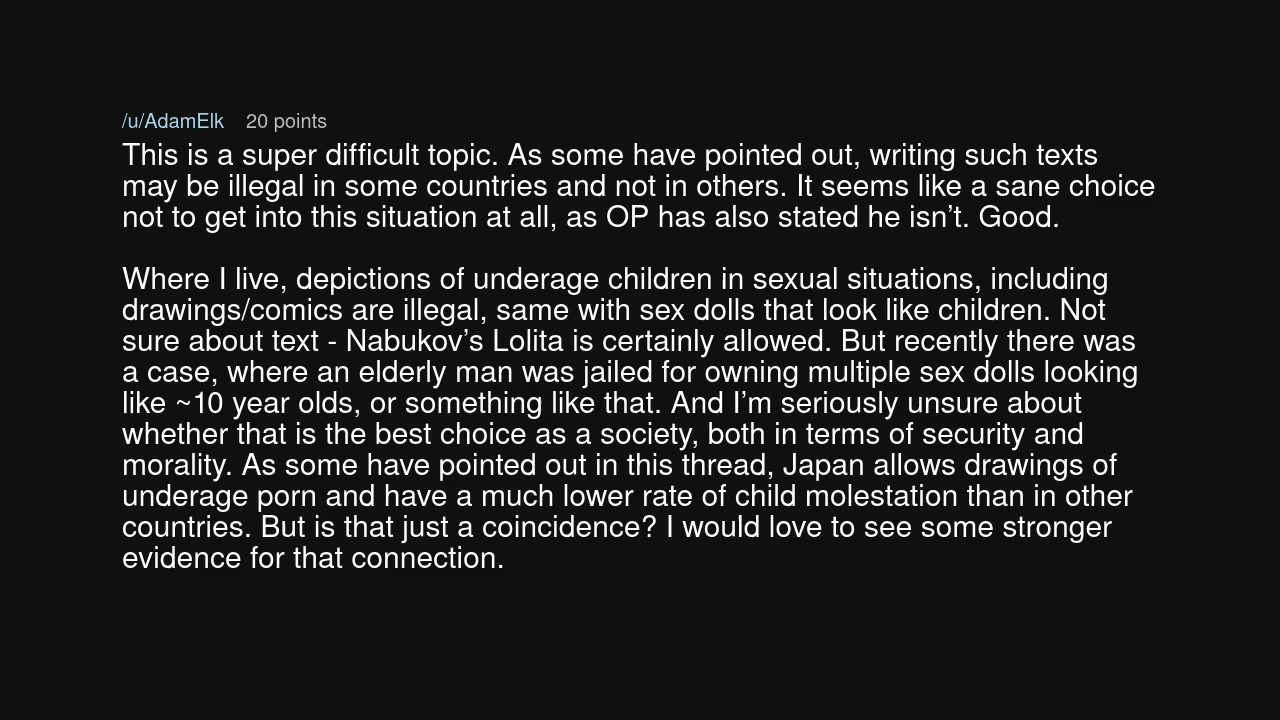 /u/AdamElk 20 points
This is a super difficult topic. As some have pointed out, writing such texts
may be illegal in some countries and not in others. It seems like a sane choice
not to get into this situation at all, as OP has also stated he isn’t. Good.
Where I live, depictions of underage children in sexual situations, including
drawings/comics are illegal, same with sex dolls that look like children. Not
sure about text - Nabukov’s Lolita is certainly allowed. But recently there was
a case, where an elderly man was jailed for owning multiple sex dolls looking
like ~10 year olds, or something like that. And I’m seriously unsure about
whether that is the best choice as a society, both in terms of security and
morality. As some have pointed out in this thread, Japan allows drawings of
underage porn and have a much lower rate of child molestation than in other
countries. But is that just a coincidence? I would love to see some stronger
evidence for that connection.